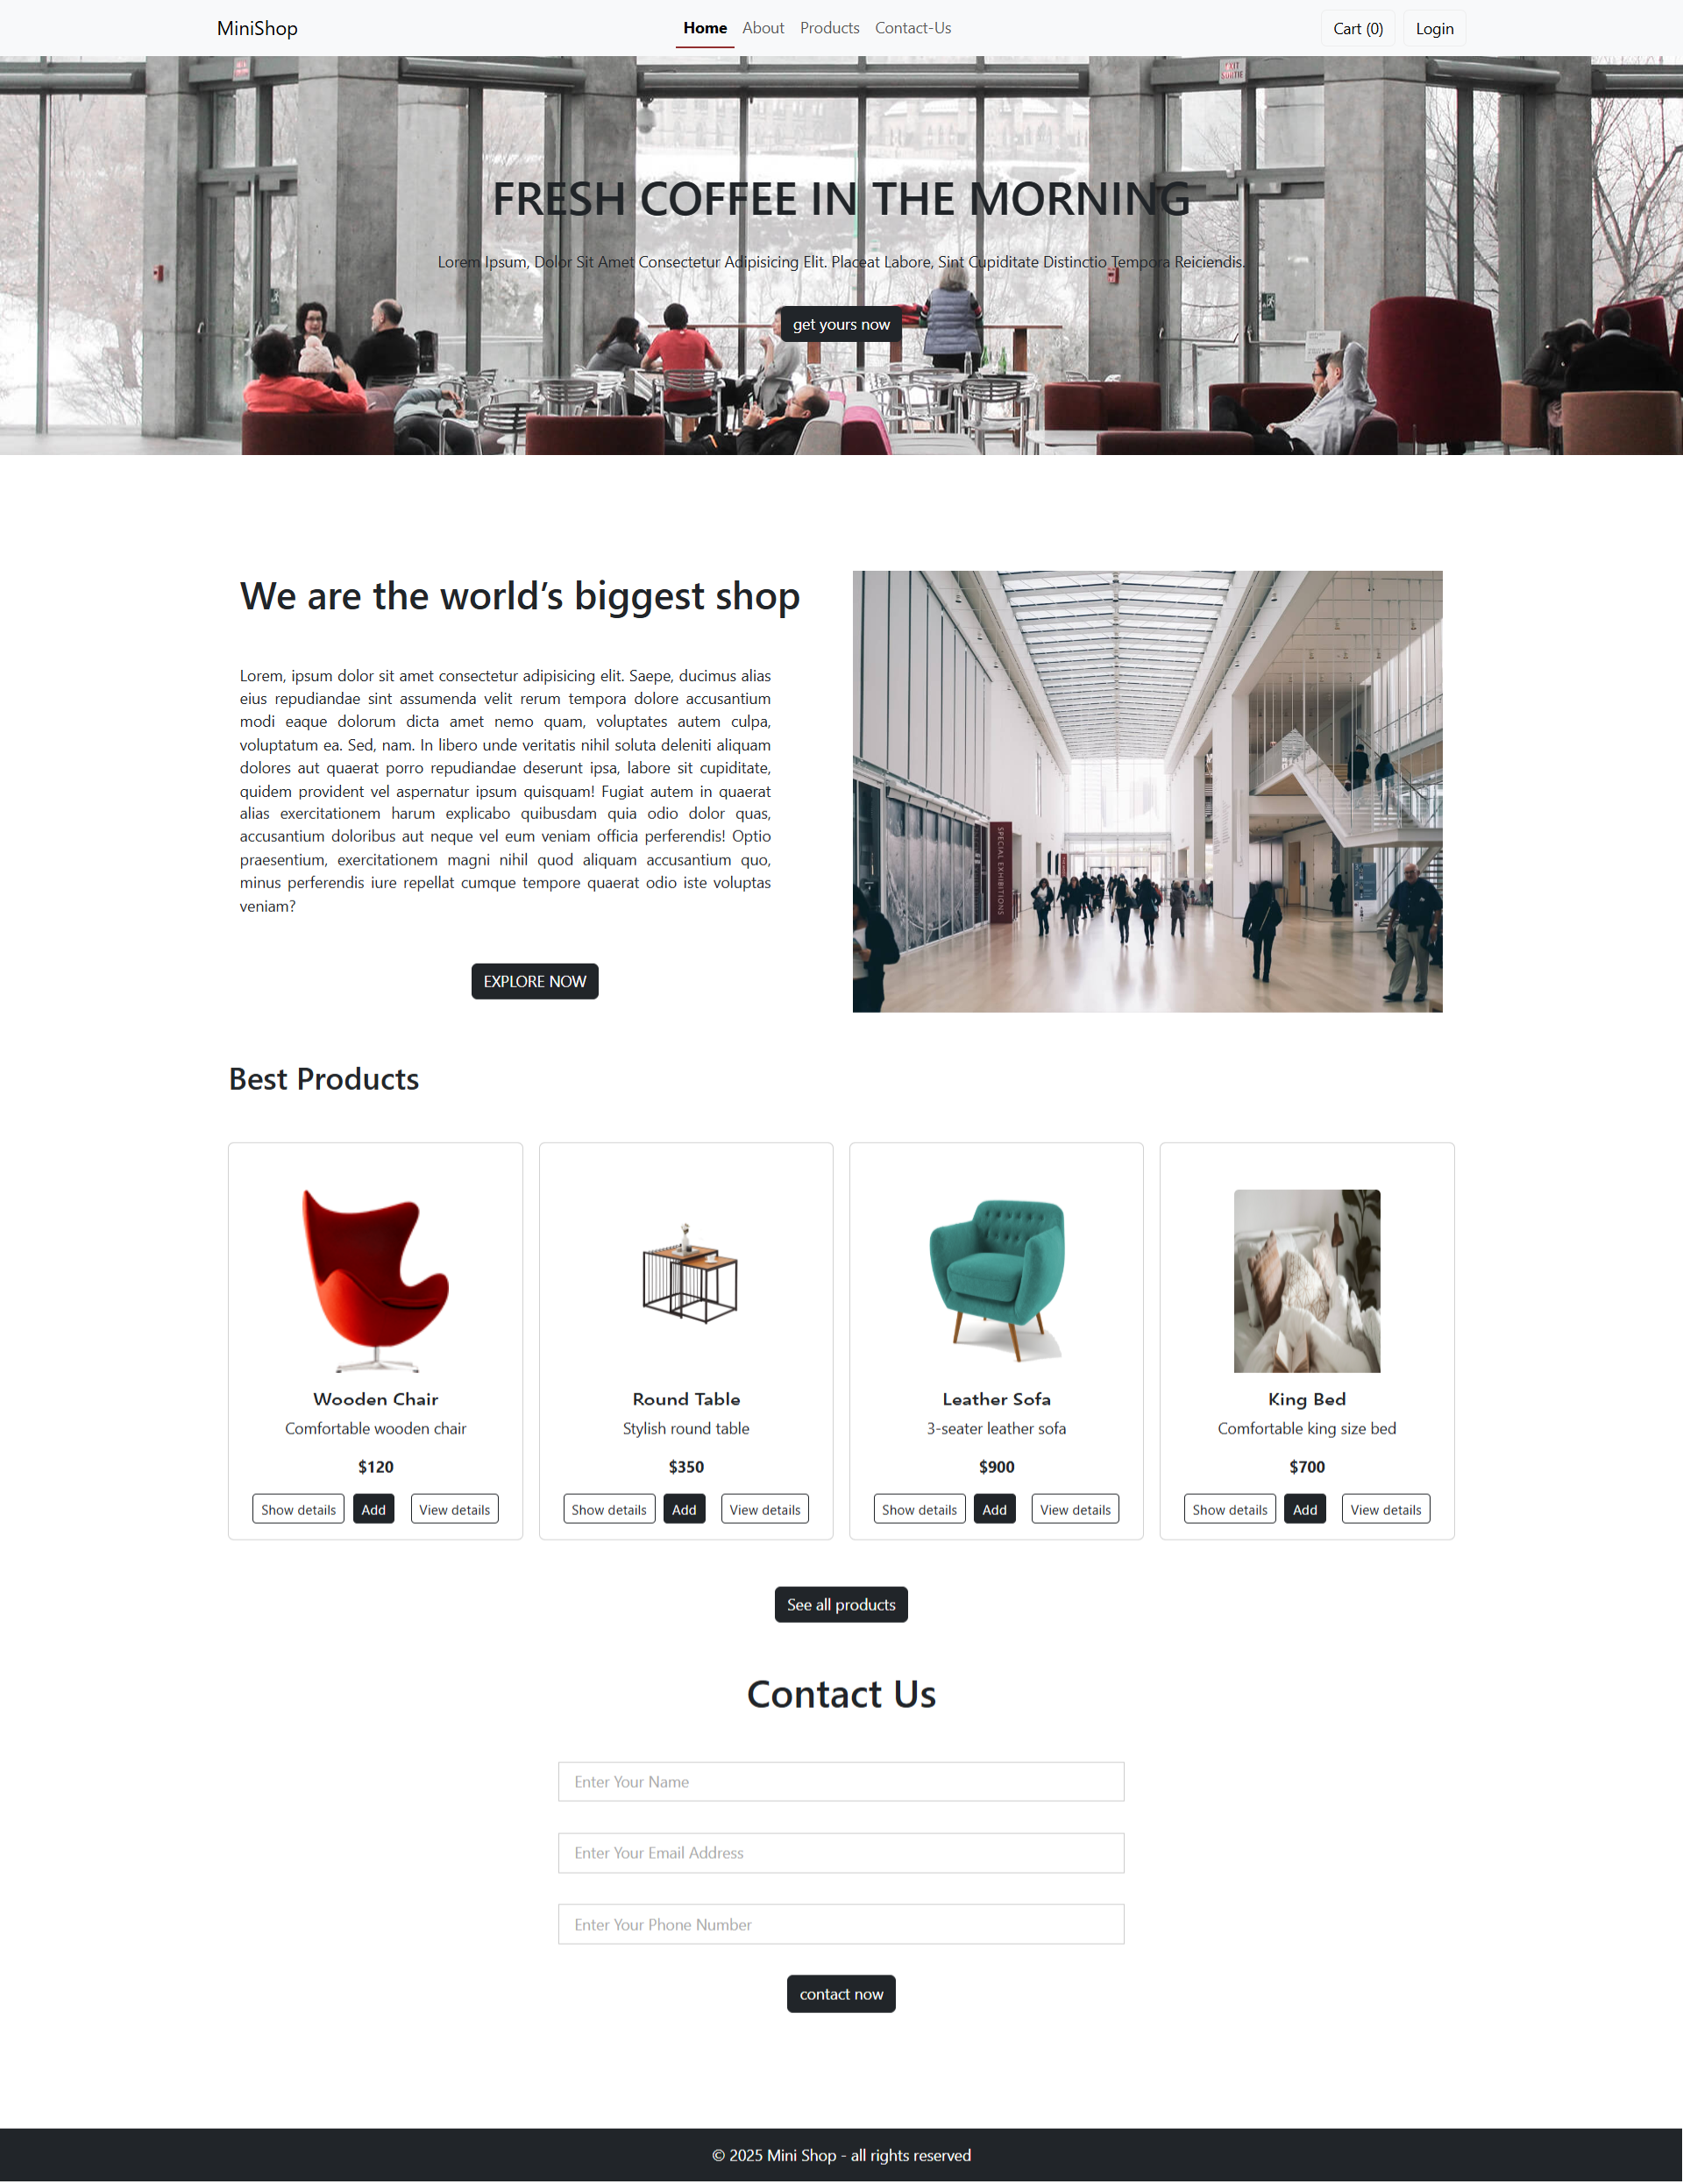 MiniShop
Home About Products Contact-Us
Cart (0) Login
EXIT
SORTIE
EXIT
SORTIE
FRESH COFFEE IN THE MORNING
Lorem Ipsum, Dolor Sit Amet Consectetur Adipisicing Elit. Placeat Labore, Sint Cupiditate Distinctio Tempora Reiciendis.
get yours now
We are the world’s biggest shop
Lorem, ipsum dolor sit amet consectetur adipisicing elit. Saepe, ducimus alias
eius repudiandae sint assumenda velit rerum tempora dolore accusantium
modi eaque dolorum dicta amet nemo quam, voluptates autem culpa,
voluptatum ea. Sed, nam. In libero unde veritatis nihil soluta deleniti aliquam
dolores aut quaerat porro repudiandae deserunt ipsa, labore sit cupiditate,
quidem provident vel aspernatur ipsum quisquam! Fugiat autem in quaerat
alias exercitationem harum explicabo quibusdam quia odio dolor quas,
accusantium doloribus aut neque vel eum veniam officia perferendis! Optio
praesentium, exercitationem magni nihil quod aliquam accusantium quo,
minus perferendis iure repellat cumque tempore quaerat odio iste voluptas
veniam?
EXPLORE NOW
SPECIAL EXHIBITIONS
Best Products
Wooden Chair
Comfortable wooden chair
$120
Show details Add View details
Round Table
Stylish round table
$350
Show details Add View details
Leather Sofa
3-seater leather sofa
$900
Show details Add View details
King Bed
Comfortable king size bed
$700
Show details Add View details
See all products
Contact Us
Enter Your Name
Enter Your Email Address
Enter Your Phone Number
contact now
© 2025 Mini Shop - all rights reserved